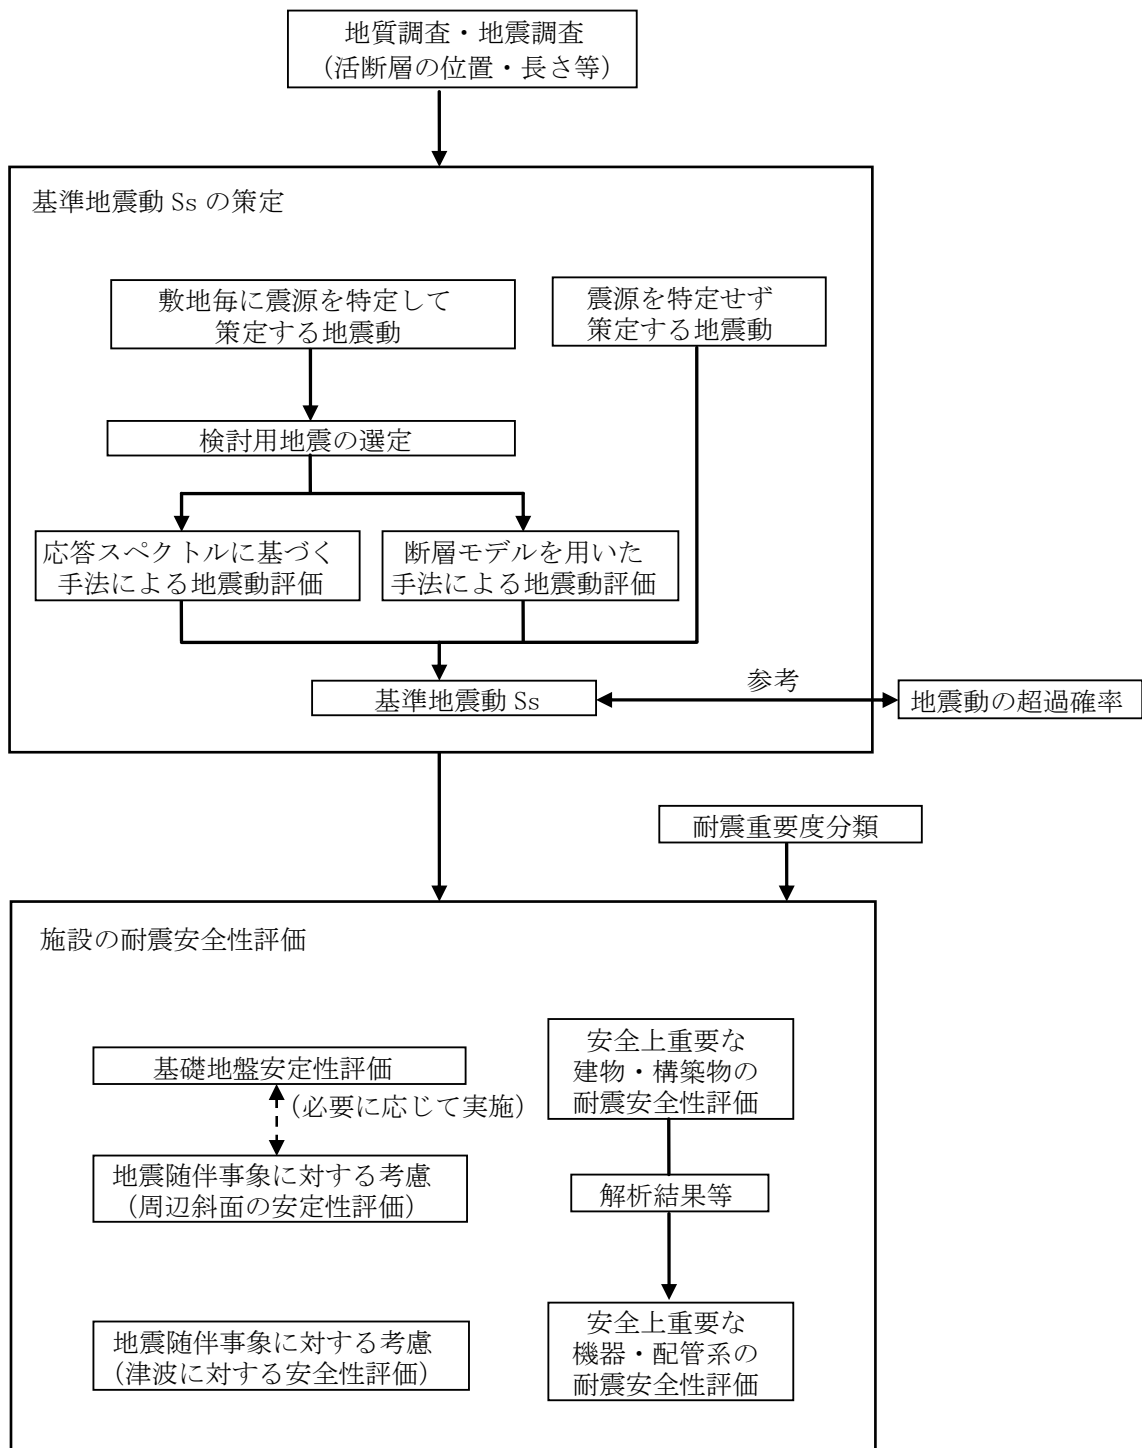 地質調査・地震調査
（活断層の位置・長さ等）
基準地震動 Ss の策定
敷地毎に震源を特定して
策定する地震動
震源を特定せず
策定する地震動
検討用地震の選定
応答スペクトルに基づく
手法による地震動評価
断層モデルを用いた
手法による地震動評価
基準地震動 Ss
参考
地震動の超過確率
耐震重要度分類
施設の耐震安全性評価
基礎地盤安定性評価
（必要に応じて実施）
地震随伴事象に対する考慮
（周辺斜面の安定性評価）
地震随伴事象に対する考慮
（津波に対する安全性評価）
安全上重要な
建物・構築物の
耐震安全性評価
解析結果等
安全上重要な
機器・配管系の
耐震安全性評価